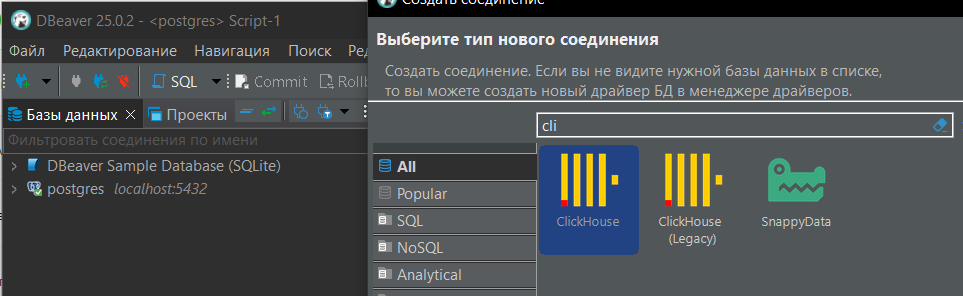 DBeaver 25.0.2 - <postgres> Script-1
Файл Редактирование Навигация Поиск
SQL Commit
Базы данных Проекты
Фильтровать соединения по имени
DBeaver Sample Database (SQLite)
postgres localhost:5432
Создать соединение
Выберите тип нового соединения
Создать соединение. Если вы не видите нужной базы данных в списке,
то вы можете создать новый драйвер БД в менеджере драйверов.
cli
All
Popular
SQL
NoSQL
Analytical
ClickHouse
ClickHouse
(Legacy)
SnappyData